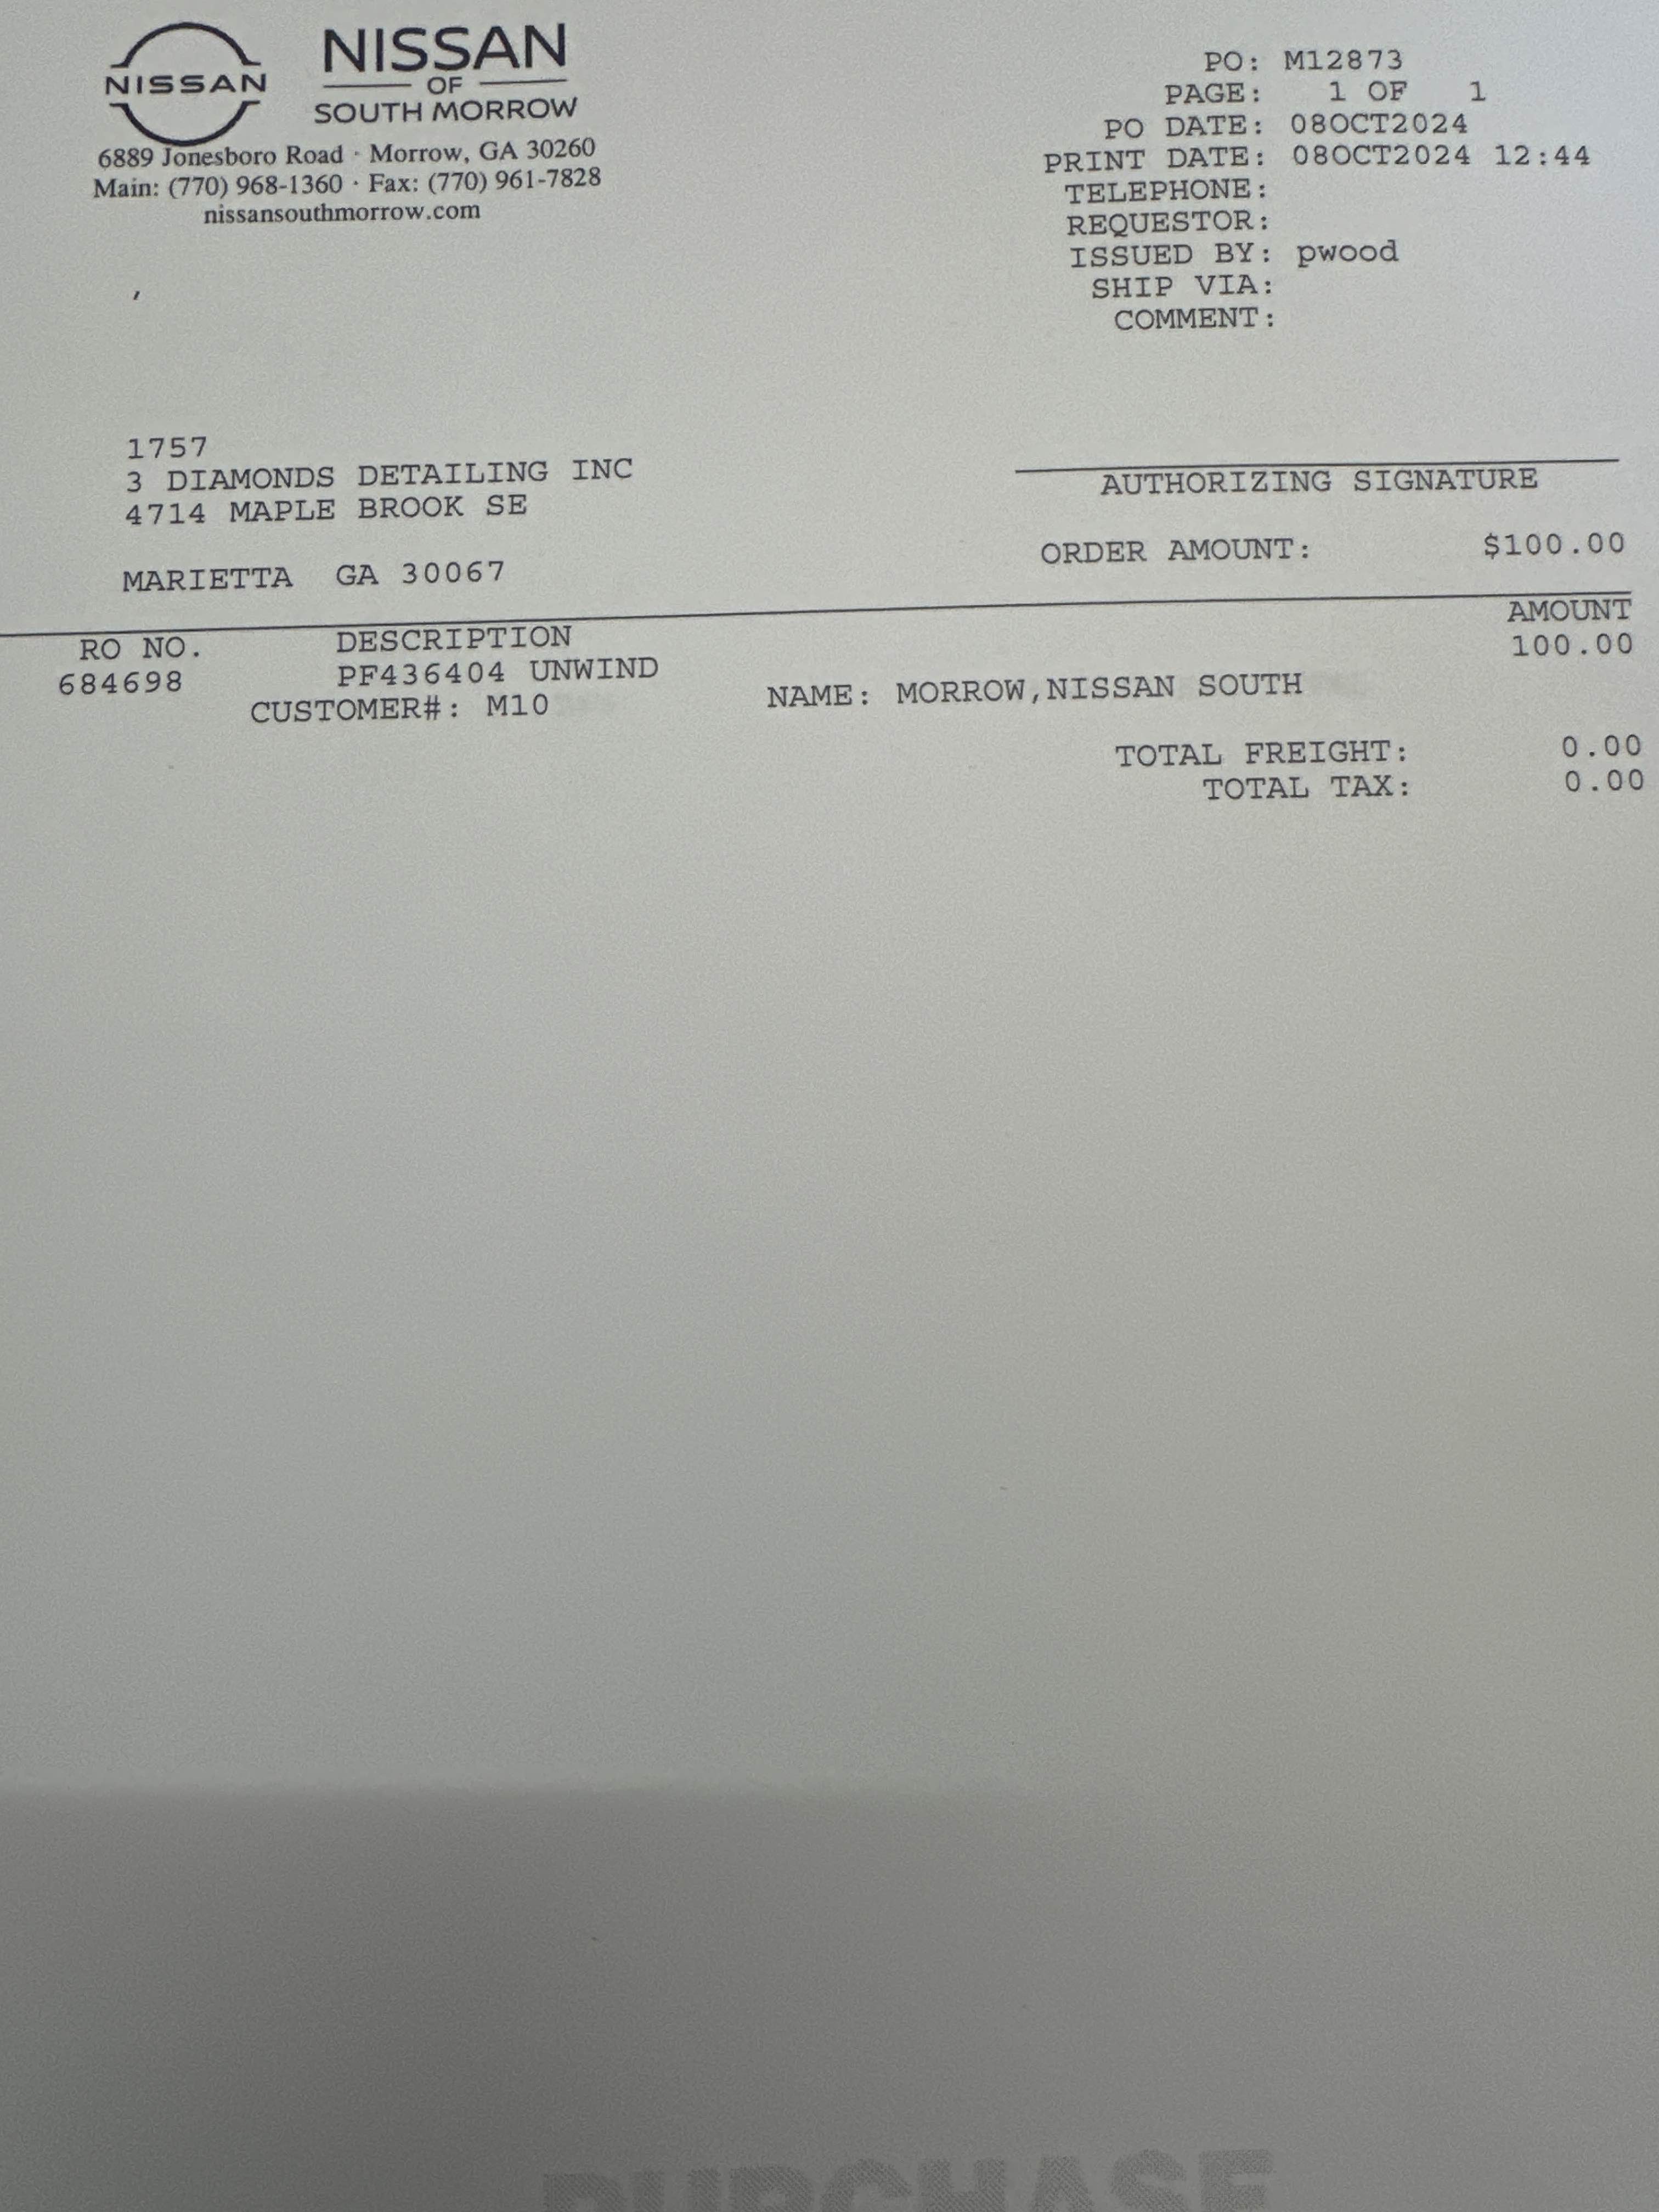 NISSAN
NISSAN
OF
SOUTH MORROW
6889 Jonesboro Road · Morrow, GA 30260
Main: (770) 968-1360 · Fax: (770) 961-7828
nissansouthmorrow.com
PO: M12873
PAGE: 1 OF 1
PO DATE: 08OCT2024
PRINT DATE: 08OCT2024 12:44
TELEPHONE:
REQUESTOR:
ISSUED BY: pwood
SHIP VIA:
COMMENT:
,
1757
3 DIAMONDS DETAILING INC
4714 MAPLE BROOK SE
MARIETTA GA 30067
AUTHORIZING SIGNATURE
ORDER AMOUNT: $100.00
RO NO. DESCRIPTION AMOUNT
684698 PF436404 UNWIND 100.00
CUSTOMER#: M10 NAME: MORROW,NISSAN SOUTH
TOTAL FREIGHT: 0.00
TOTAL TAX: 0.00
PURCHASE